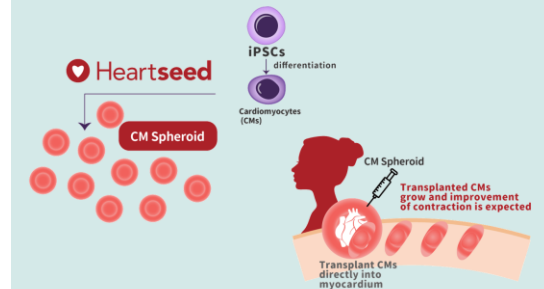 iPSCs
differentiation
Heartseed
Cardiomyocytes
(CMs)
CM Spheroid
CM Spheroid
Transplanted CMs
grow and improvement
of contraction is expected
Transplant CMs
directly into
myocardium